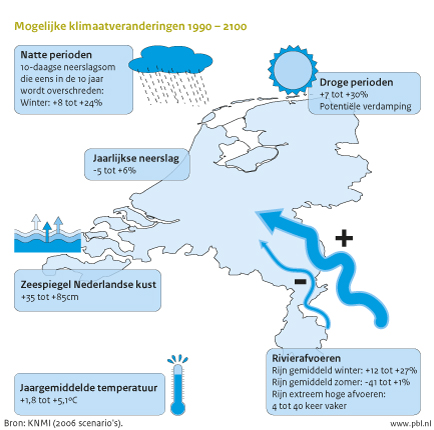 Mogelijke klimaatveranderingen 1990 – 2100
Natte perioden
10-daagse neerslagsom
die eens in de 10 jaar
wordt overschreden:
Winter: +8 tot +24%
Droge perioden
+7 tot +30%
Potentiële verdamping
Jaarlijkse neerslag
-5 tot +6%
+
-
Zeespiegel Nederlandse kust
+35 tot +85cm
Jaargemiddelde temperatuur
+1,8 tot +5,1ºC
Rivierafvoeren
Rijn gemiddeld winter: +12 tot +27%
Rijn gemiddeld zomer: -41 tot +1%
Rijn extreem hoge afvoeren:
4 tot 40 keer vaker
Bron: KNMI (2006 scenario's).
www.pbl.nl